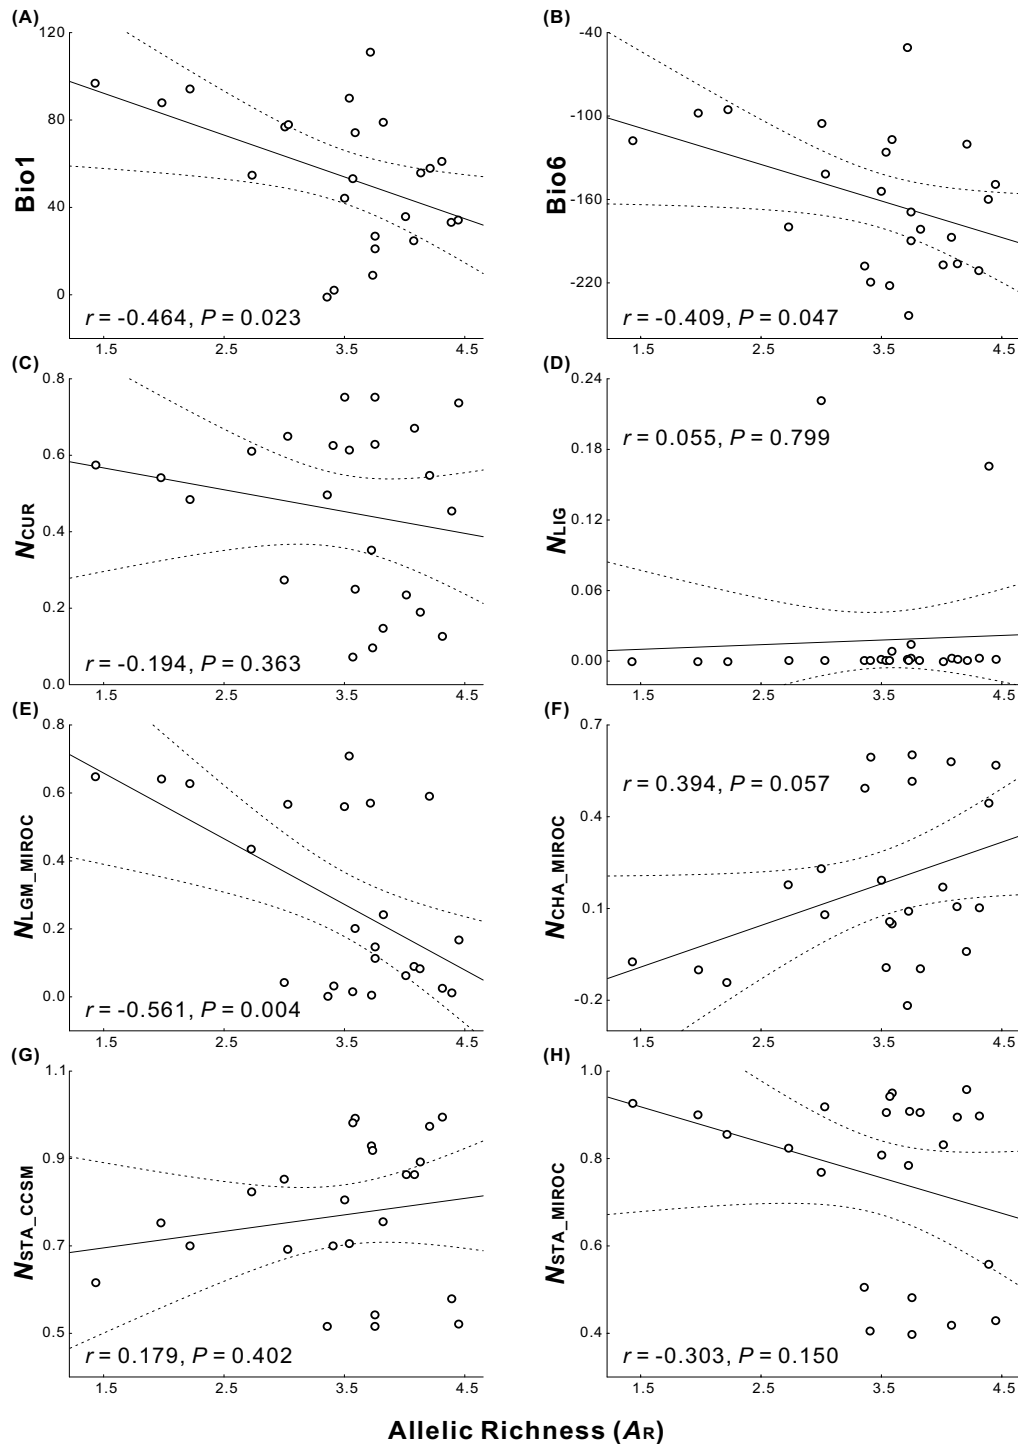 (A)
Bio1
120
80
40
0
r = -0.464, P = 0.023
1.5 2.5 3.5 4.5
(B)
Bio6
-40
-100
-160
-220
r = -0.409, P = 0.047
1.5 2.5 3.5 4.5
(C)
NCUR
0.8
0.6
0.4
0.2
0.0
r = -0.194, P = 0.363
1.5 2.5 3.5 4.5
(D)
NLIG
0.24
0.18
0.12
0.06
0.00
r = 0.055, P = 0.799
1.5 2.5 3.5 4.5
(E)
NLGM_MIROC
0.8
0.6
0.4
0.2
0.0
r = -0.561, P = 0.004
1.5 2.5 3.5 4.5
(F)
NCHA_MIROC
0.7
0.4
0.1
-0.2
r = 0.394, P = 0.057
1.5 2.5 3.5 4.5
(G)
NSTA_CCSM
1.1
0.9
0.7
0.5
r = 0.179, P = 0.402
1.5 2.5 3.5 4.5
(H)
NSTA_MIROC
1.0
0.8
0.6
0.4
r = -0.303, P = 0.150
1.5 2.5 3.5 4.5
Allelic Richness (AR)